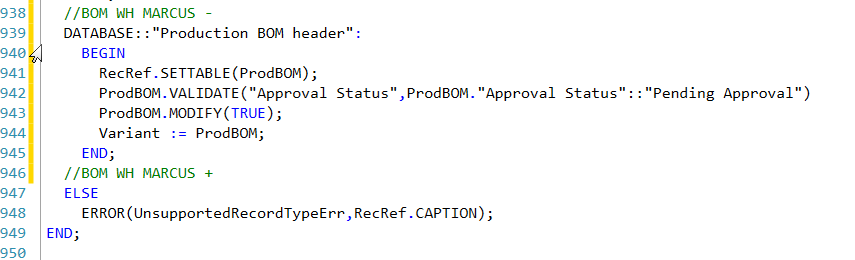 938 //BOM WH MARCUS -
939 DATABASE::"Production BOM header":
940 BEGIN
941 RecRef.SETTABLE(ProdBOM);
942 ProdBOM.VALIDATE("Approval Status",ProdBOM."Approval Status"::"Pending Approval")
943 ProdBOM.MODIFY(TRUE);
944 Variant := ProdBOM;
945 END;
946 //BOM WH MARCUS +
947 ELSE
948 ERROR(UnsupportedRecordTypeErr,RecRef.CAPTION);
949 END;
950